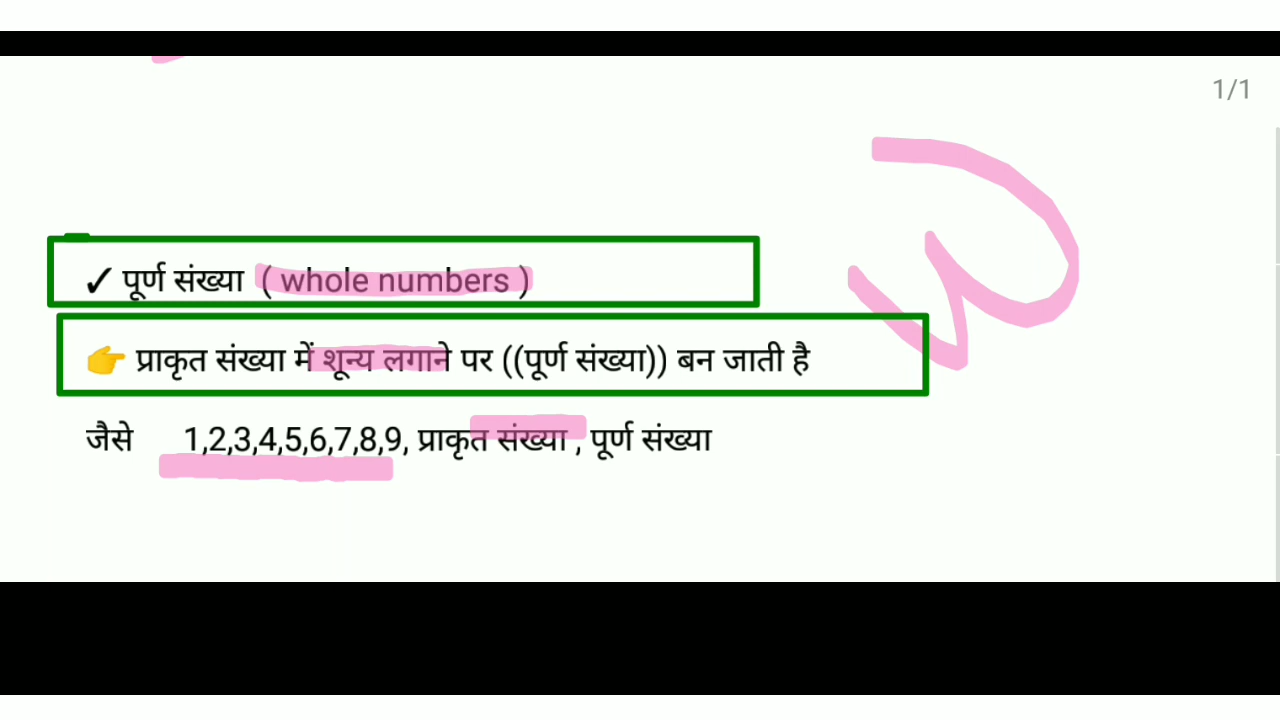 1/1
✓ पूर्ण संख्या ( whole numbers )
👉 प्राकृत संख्या में शून्य लगाने पर ((पूर्ण संख्या)) बन जाती है
जैसे 1,2,3,4,5,6,7,8,9, प्राकृत संख्या , पूर्ण संख्या